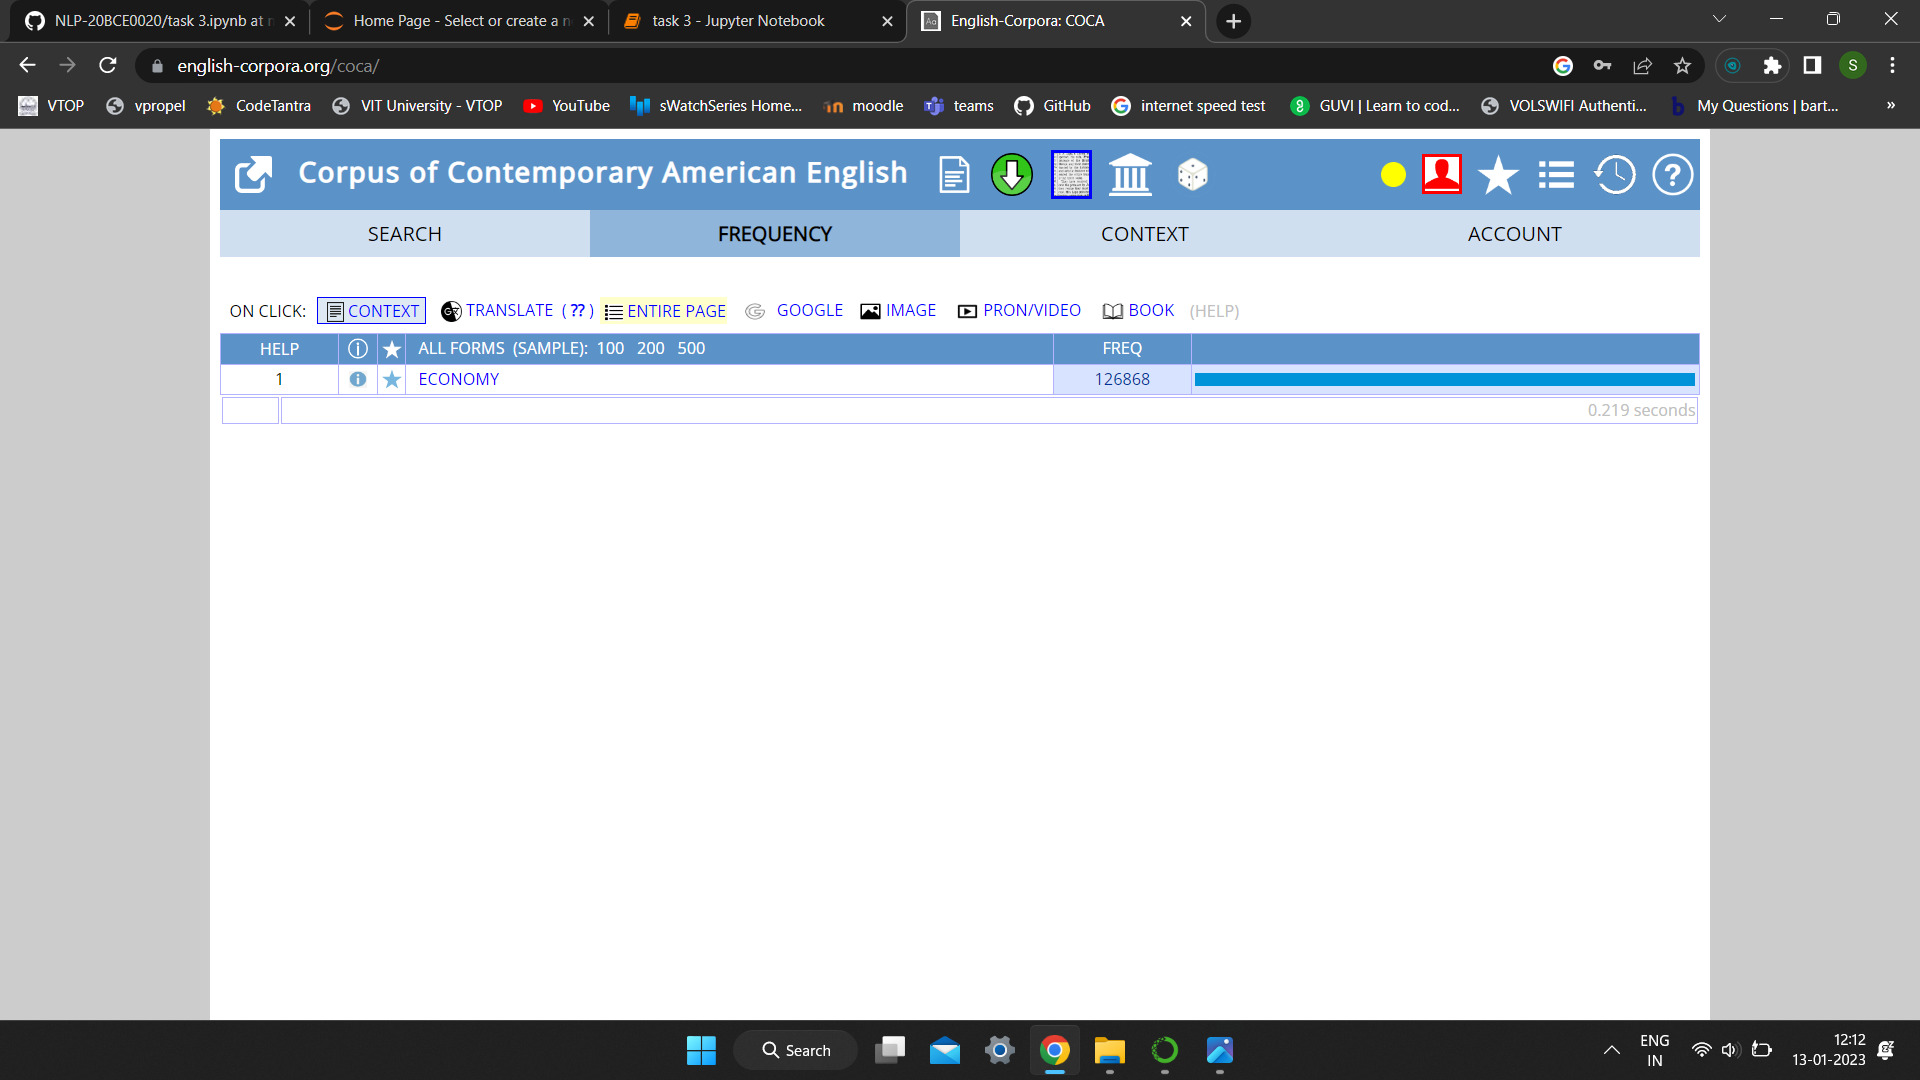 NLP-20BCE0020/task 3.ipynb at n
Home Page - Select or create a n
task 3 - Jupyter Notebook
English-Corpora: COCA
english-corpora.org/coca/
S
VTOP vpropel CodeTantra VIT University - VTOP YouTube sWatchSeries Home... moodle teams GitHub internet speed test GUVI | Learn to cod... VOLSWIFI Authenti... My Questions | bart... »
Corpus of Contemporary American English
SEARCH FREQUENCY CONTEXT ACCOUNT
ON CLICK: CONTEXT TRANSLATE ( ?? ) ENTIRE PAGE GOOGLE IMAGE PRON/VIDEO BOOK (HELP)
HELP ALL FORMS (SAMPLE): 100 200 500 FREQ
1 ECONOMY 126868
0.219 seconds
Search
ENG
IN
12:12
13-01-2023